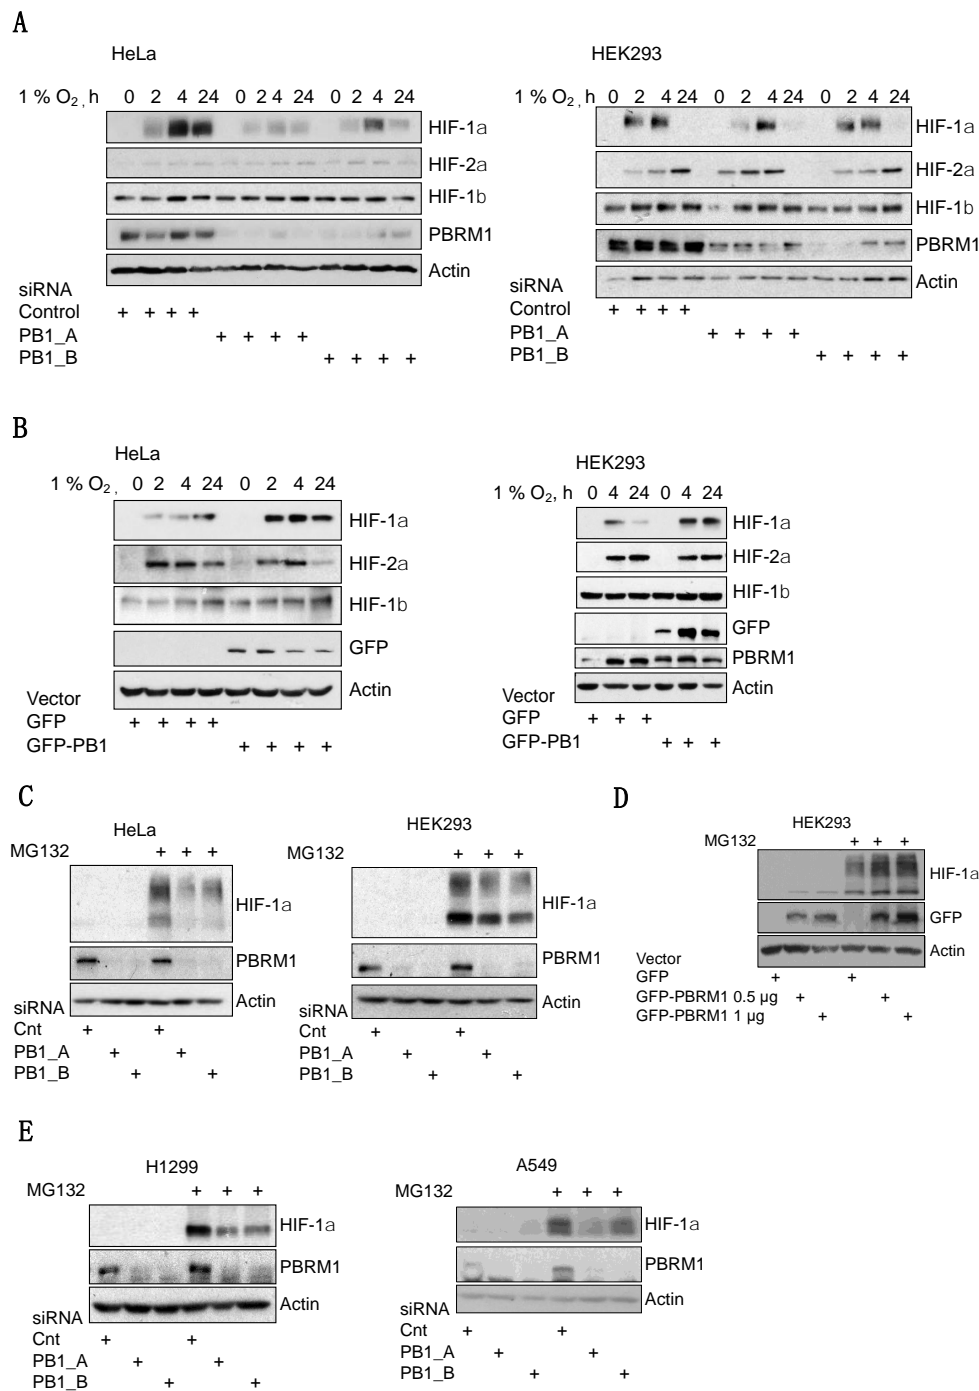 A
HeLa
1 % O2 , h 0 2 4 24 0 2 4 24 0 2 4 24
HIF-1a
HIF-2a
HIF-1b
PBRM1
Actin
siRNA
Control + + + +
PB1_A + + + +
PB1_B + + + +
HEK293
1 % O2 , h 0 2 4 24 0 2 4 24 0 2 4 24
HIF-1a
HIF-2a
HIF-1b
PBRM1
Actin
siRNA
Control + + + +
PB1_A + + + +
PB1_B + + + +
B
HeLa
1 % O2 , 0 2 4 24 0 2 4 24
HIF-1a
HIF-2a
HIF-1b
GFP
Actin
Vector
GFP + + + +
GFP-PB1 + + + +
HEK293
1 % O2, h 0 4 24 0 4 24
HIF-1a
HIF-2a
HIF-1b
GFP
PBRM1
Actin
Vector
GFP + + +
GFP-PB1 + + +
C
HeLa
MG132 + + +
HIF-1a
PBRM1
Actin
siRNA
Cnt + +
PB1_A + +
PB1_B + +
HEK293
MG132 + + +
HIF-1a
PBRM1
Actin
siRNA
Cnt + +
PB1_A + +
PB1_B + +
D
HEK293
MG132 + + +
HIF-1a
GFP
Actin
Vector
GFP + +
GFP-PBRM1 0.5 µg + +
GFP-PBRM1 1 µg + +
E
H1299
MG132 + + +
HIF-1a
PBRM1
Actin
siRNA
Cnt + +
PB1_A + +
PB1_B + +
A549
MG132 + + +
HIF-1a
PBRM1
Actin
siRNA
Cnt + +
PB1_A + +
PB1_B + +